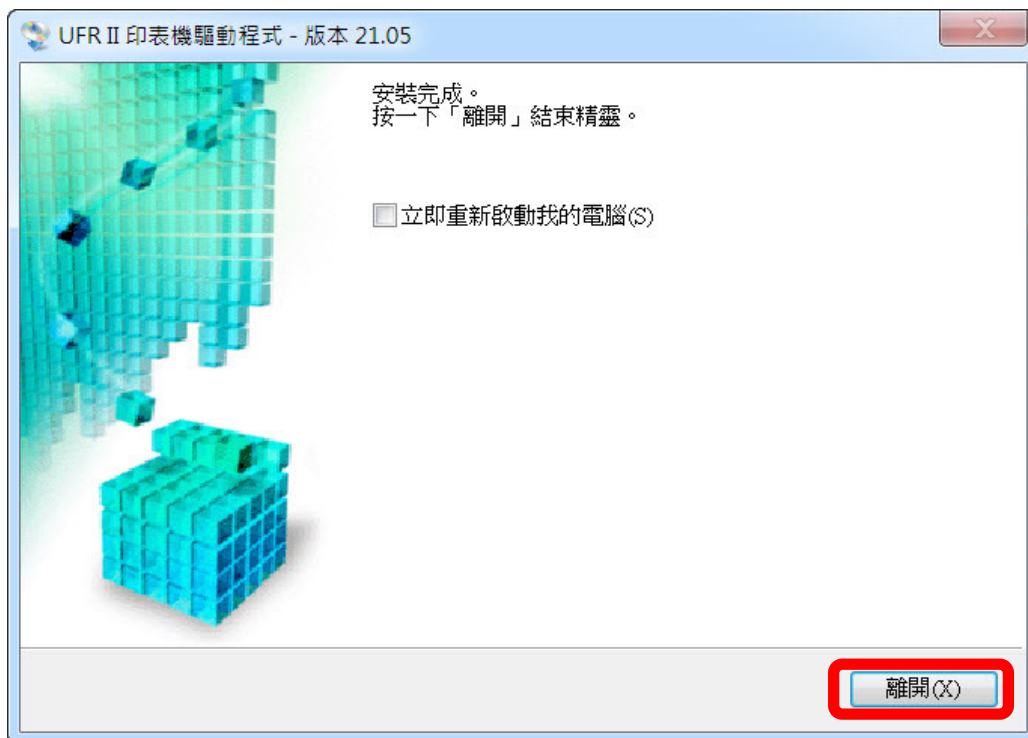 UFR II 印表機驅動程式 - 版本 21.05
安裝完成。
按一下「離開」結束精靈。
立即重新啟動我的電腦(S)
離開(X)